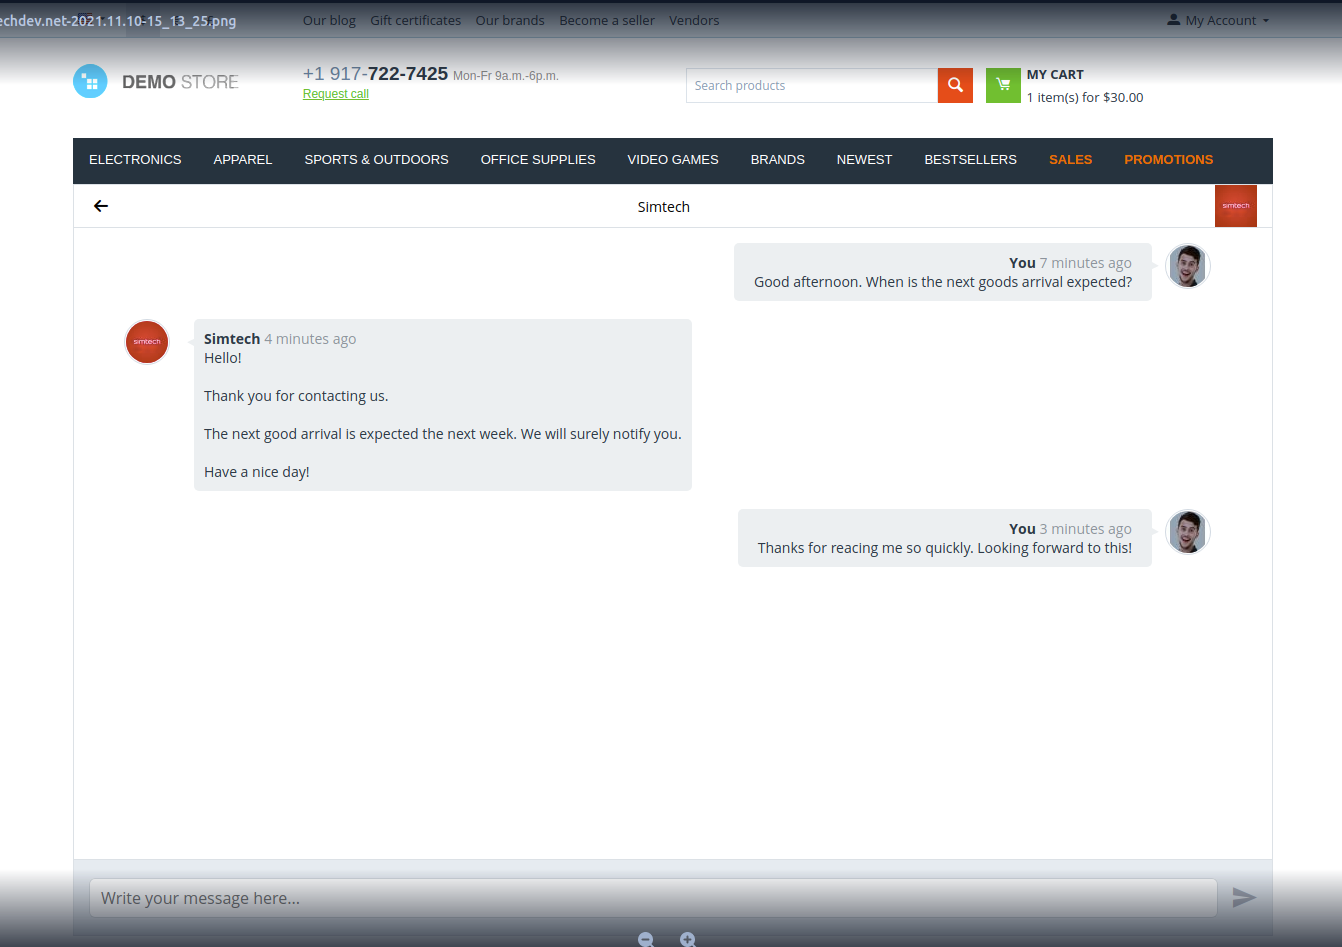 echdev.net-2021.11.10-15_13_25.png
Our blog Gift certificates Our brands Become a seller Vendors My Account
DEMO STORE
+1 917-722-7425 Mon-Fr 9a.m.-6p.m.
Request call
Search products
MY CART
1 item(s) for $30.00
ELECTRONICS APPAREL SPORTS & OUTDOORS OFFICE SUPPLIES VIDEO GAMES BRANDS NEWEST BESTSELLERS SALES PROMOTIONS
Simtech
simtech
You 7 minutes ago
Good afternoon. When is the next goods arrival expected?
simtech
Simtech 4 minutes ago
Hello!
Thank you for contacting us.
The next good arrival is expected the next week. We will surely notify you.
Have a nice day!
You 3 minutes ago
Thanks for reacing me so quickly. Looking forward to this!
Write your message here...